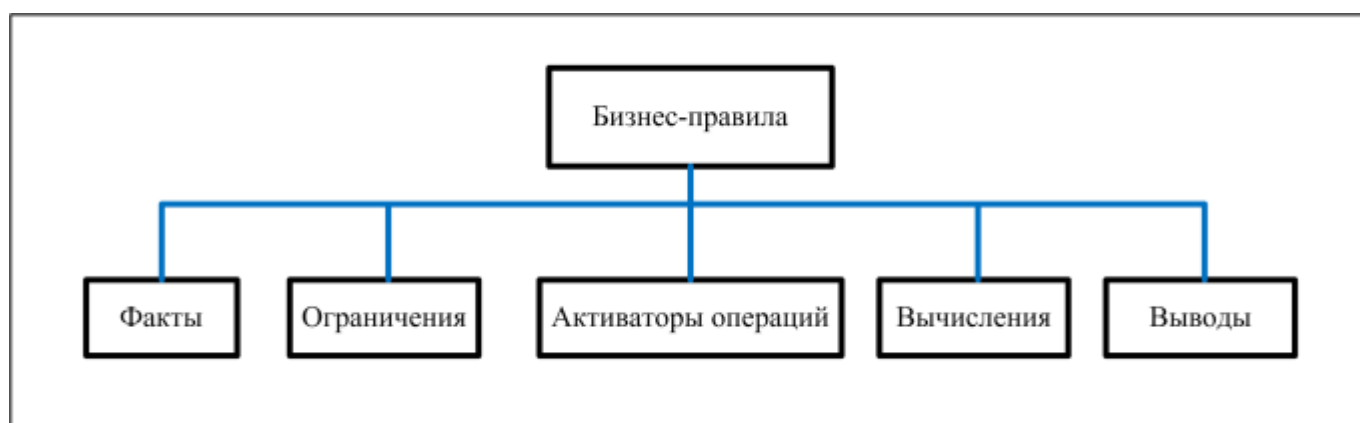 Бизнес-правила
Факты
Ограничения
Активаторы операций
Вычисления
Выводы